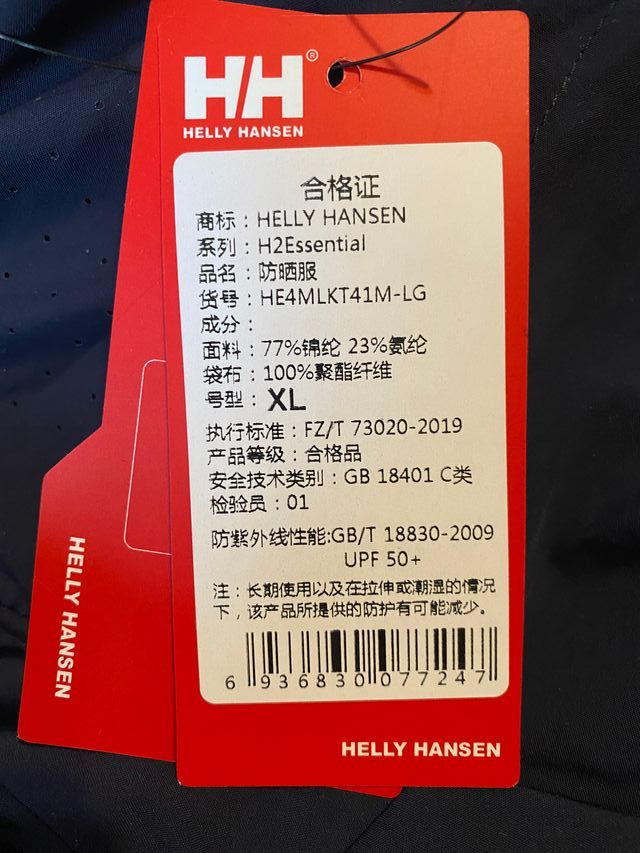 HH®
HELLY HANSEN
合格证
商标：HELLY HANSEN
系列：H2Essential
品名：防晒服
货号：HE4MLKT41M-LG
成分：
面料：77%锦纶 23%氨纶
袋布：100%聚酯纤维
号型：XL
执行标准：FZ/T 73020-2019
产品等级：合格品
安全技术类别：GB 18401 C类
检验员：01
防紫外线性能:GB/T 18830-2009
UPF 50+
注：长期使用以及在拉伸或潮湿的情况
下，该产品所提供的防护有可能减少。
6 936830 077247
HELLY HANSEN
HELLY HANSEN